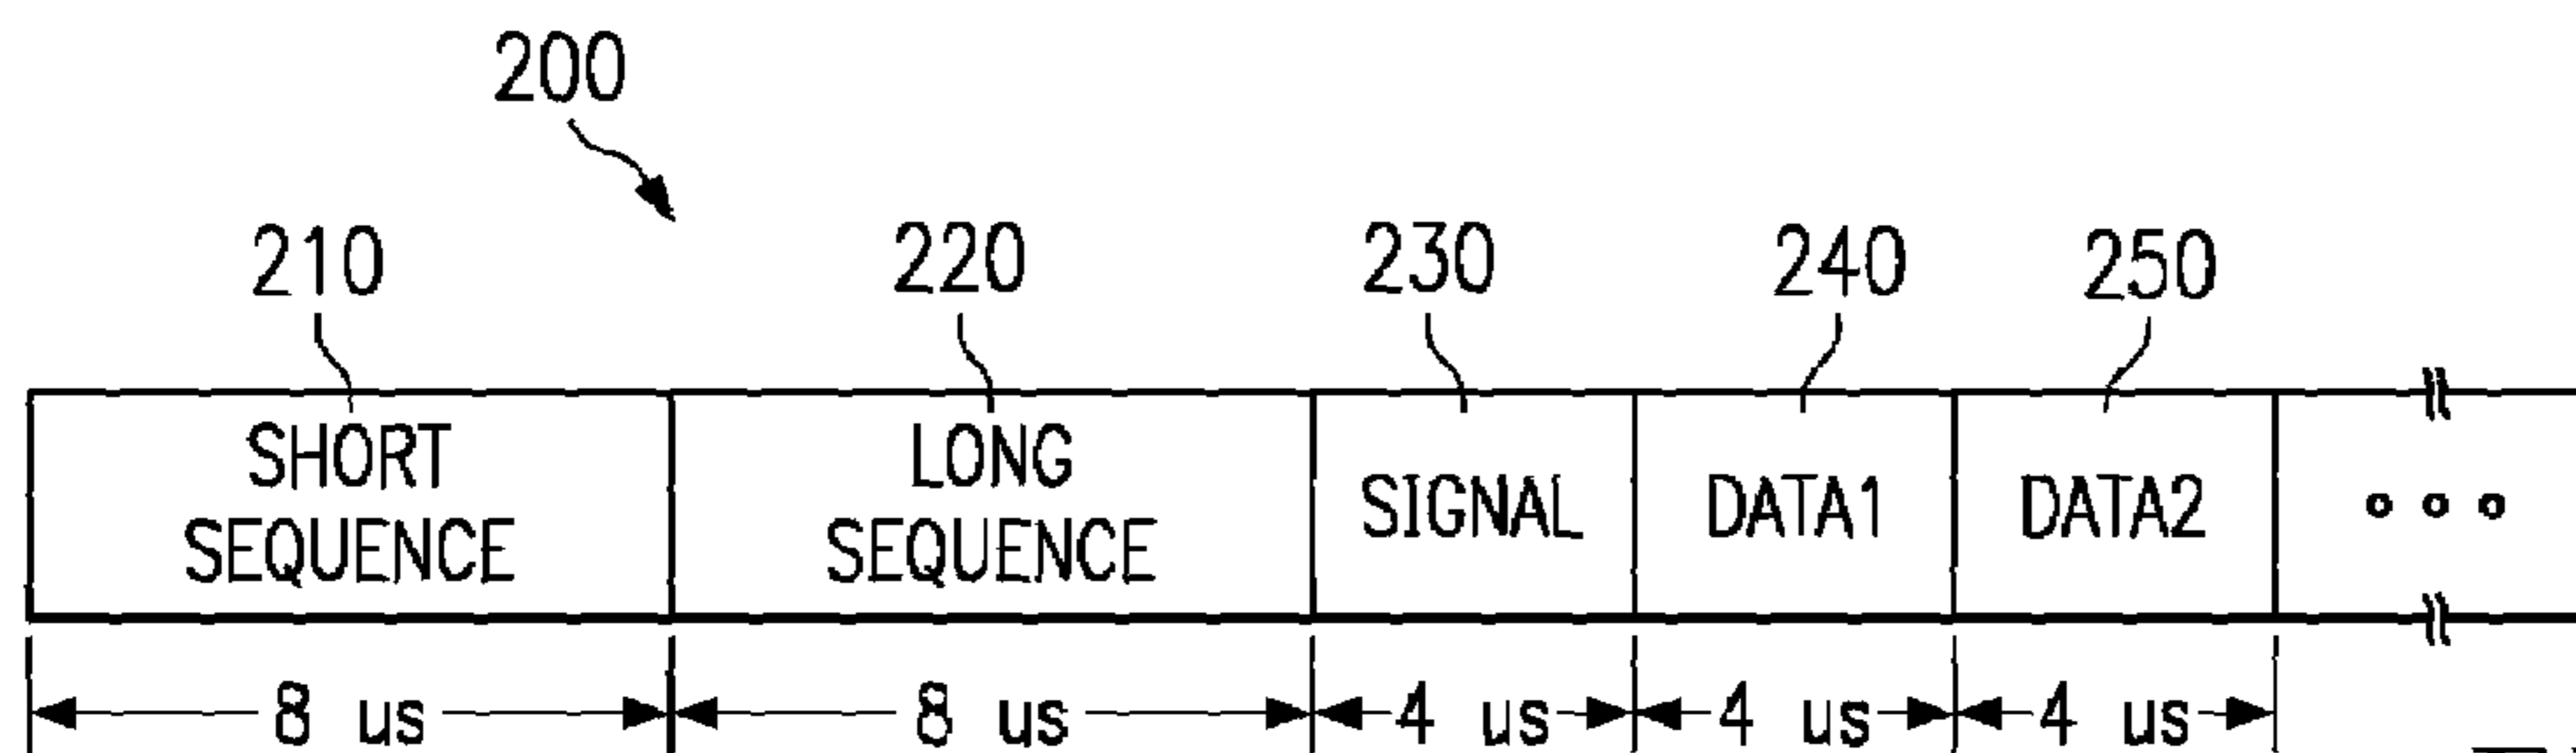 200
210 220 230 240 250
SHORT SEQUENCE
LONG SEQUENCE
SIGNAL
DATA1
DATA2
8 us 8 us 4 us 4 us 4 us